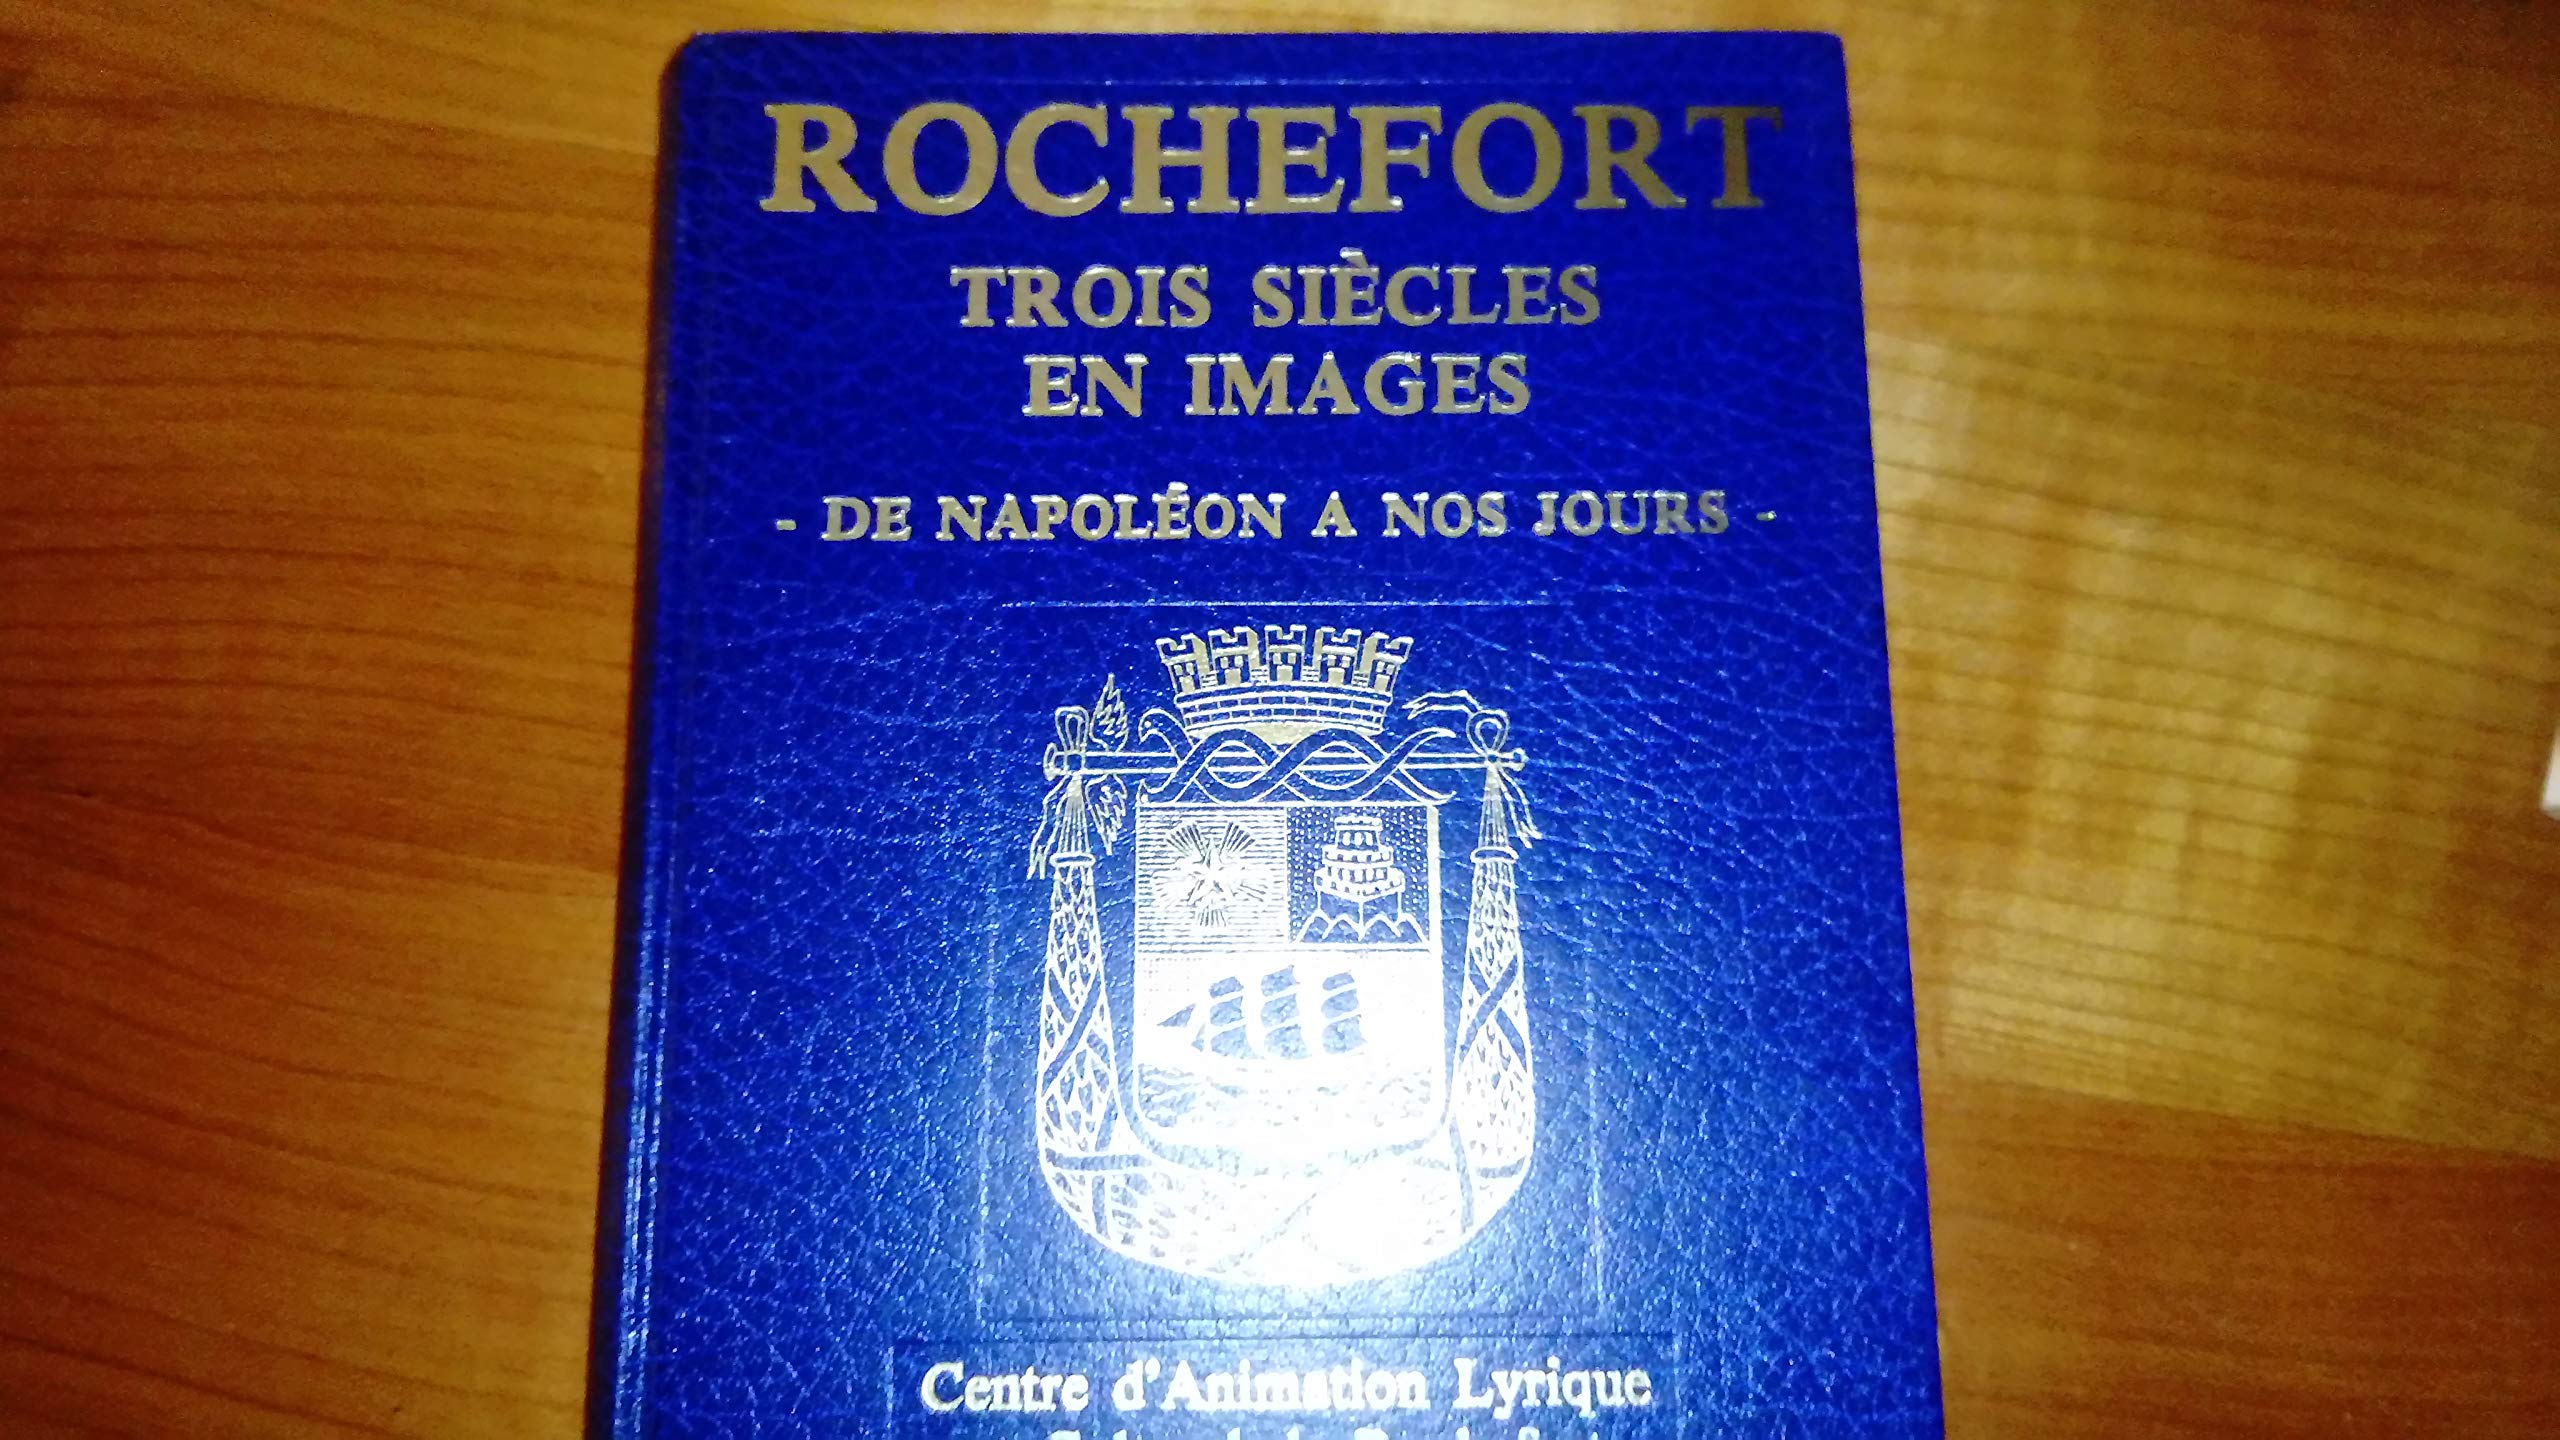 ROCHEFORT
TROIS SIÈCLES
EN IMAGES
- DE NAPOLÉON A NOS JOURS -
Centre d'Animation Lyrique